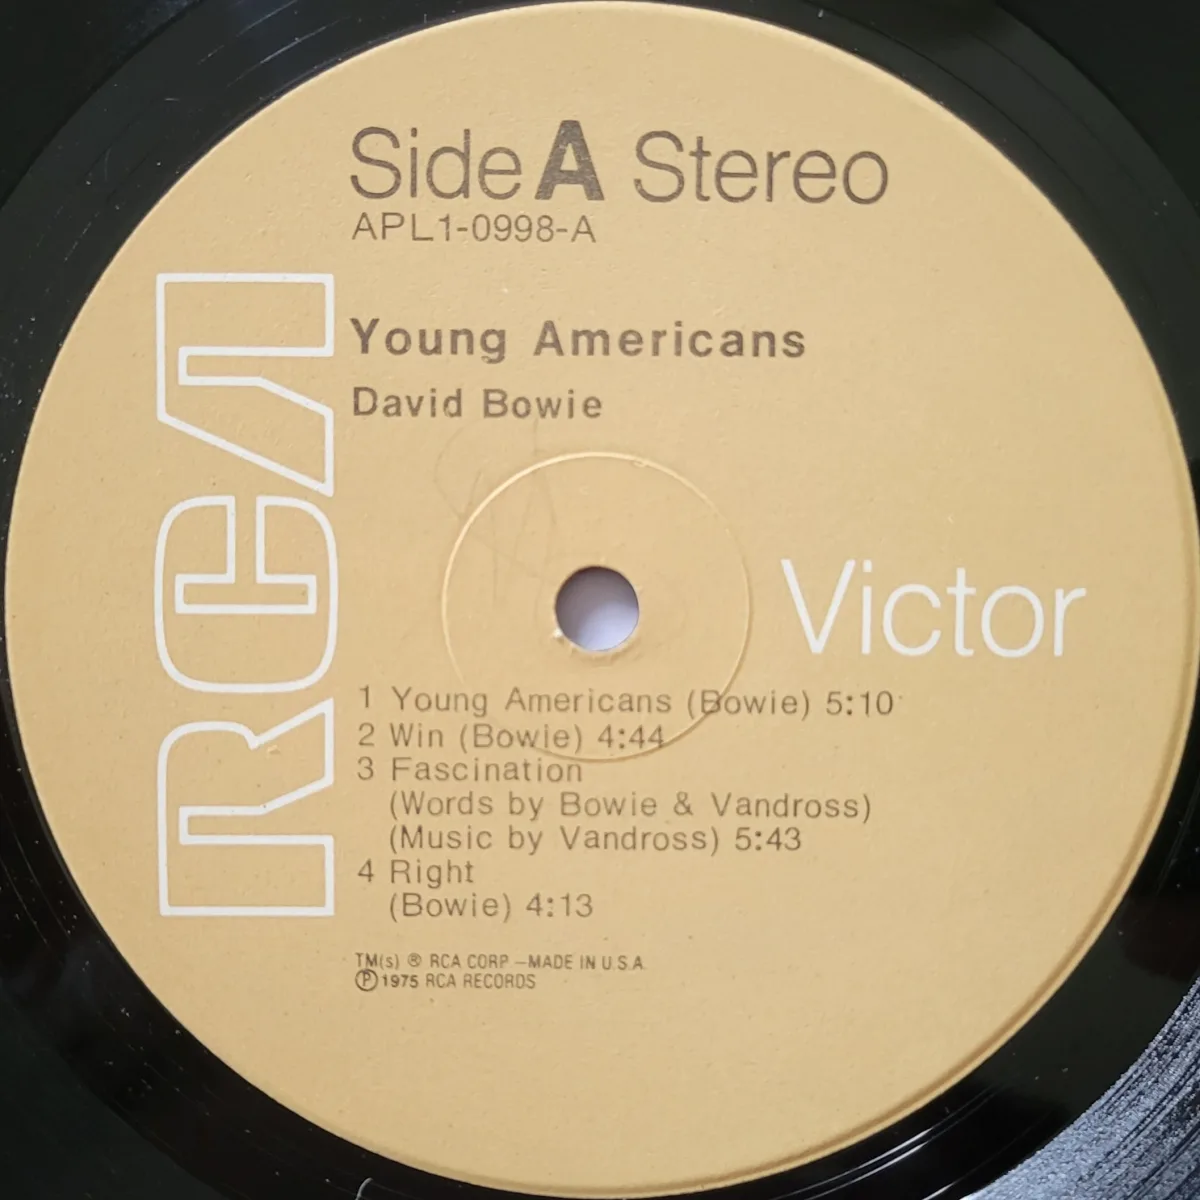 Side A Stereo
APL1-0998-A
RCA
Young Americans
David Bowie
Victor
1 Young Americans (Bowie) 5:10
2 Win (Bowie) 4:44
3 Fascination
(Words by Bowie & Vandross)
(Music by Vandross) 5:43
4 Right
(Bowie) 4:13
TM(s) ® RCA CORP —MADE IN U.S.A.
℗ 1975 RCA RECORDS